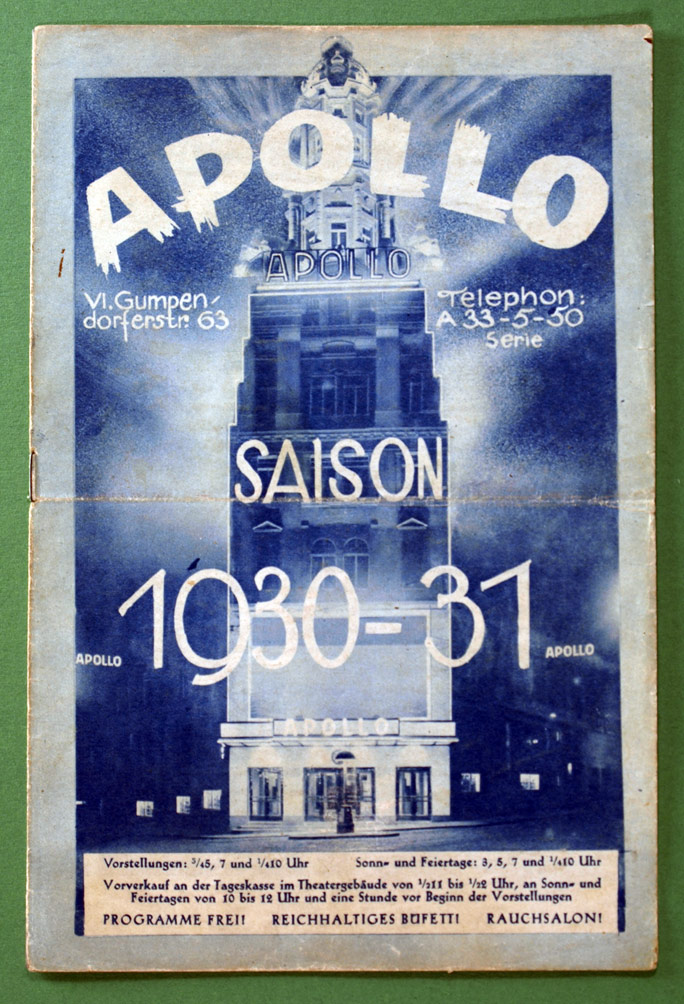 APOLLO
APOLLO
VI. Gumpen-
dorferstr. 63
Telephon:
A 33-5-50
Serie
SAISON
1930-31
APOLLO
APOLLO
APOLLO
Vorstellungen: ³/₄5, 7 und ¹/₄10 Uhr Sonn- und Feiertage: 3, 5, 7 und ¹/₄10 Uhr
Vorverkauf an der Tageskasse im Theatergebäude von ¹/₂11 bis ¹/₂2 Uhr, an Sonn- und
Feiertagen von 10 bis 12 Uhr und eine Stunde vor Beginn der Vorstellungen
PROGRAMME FREI! REICHHALTIGES BÜFETT! RAUCHSALON!